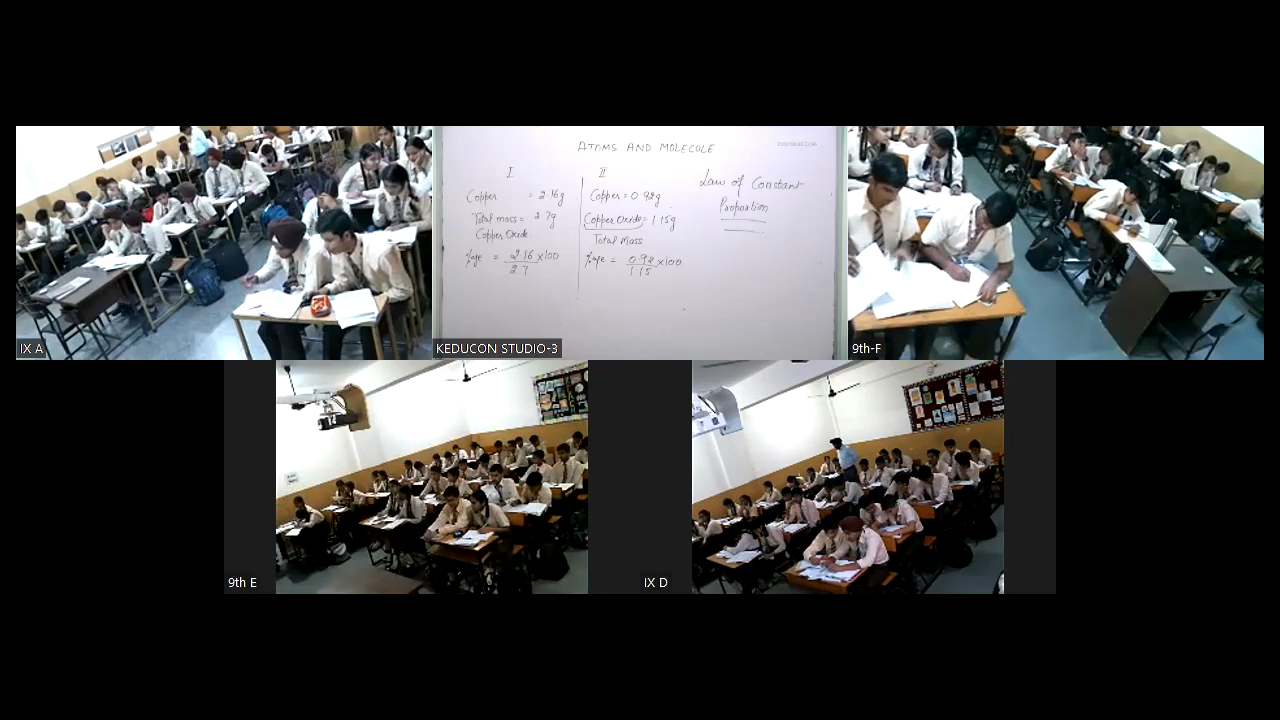 ATOMS AND MOLECULE
I
Copper = 2.16g
Total mass = 2.7g
Copper Oxide
%age = 2.16 x100
2.7
II
Copper = 0.92g
Copper Oxide = 1.15g
Total Mass
%age = 0.92 x100
1.15
Law of Constant
Proportion
IX A
KEDUCON STUDIO-3
9th-F
9th E
IX D